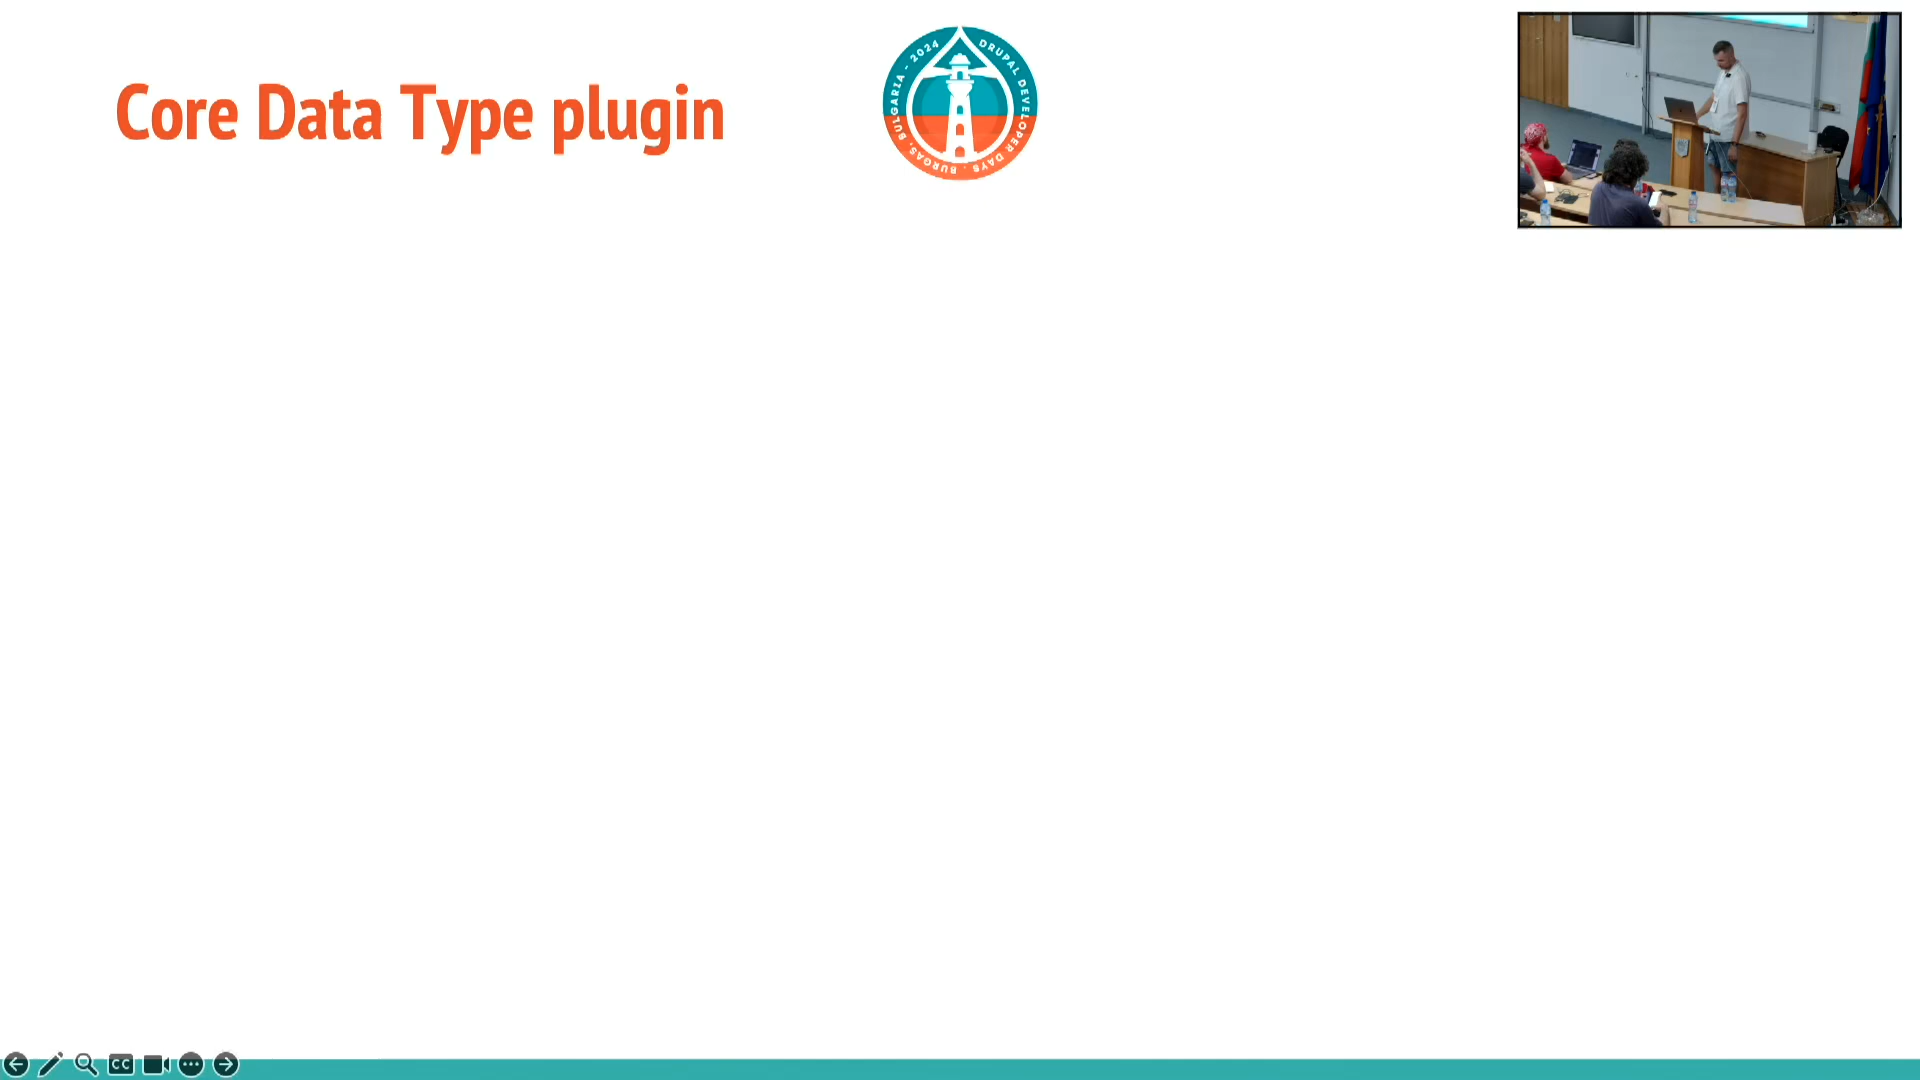 Core Data Type plugin
DRUPAL DEVELOPER DAYS · BURGAS, BULGARIA - 2024
CC